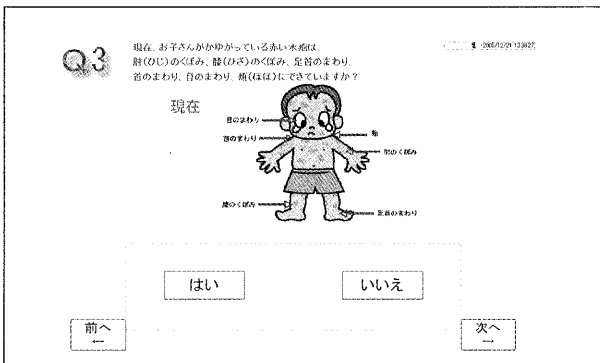 Q3
現在、お子さんがかゆがっている赤い水疱は、
肘(ひじ)のくぼみ、膝(ひざ)のくぼみ、足首のまわり、
首のまわり、目のまわり、頬(ほほ)にできていますか?
現在
目のまわり
首のまわり
頬
肘のくぼみ
膝のくぼみ
足首のまわり
はい
いいえ
前へ
←
次へ
→